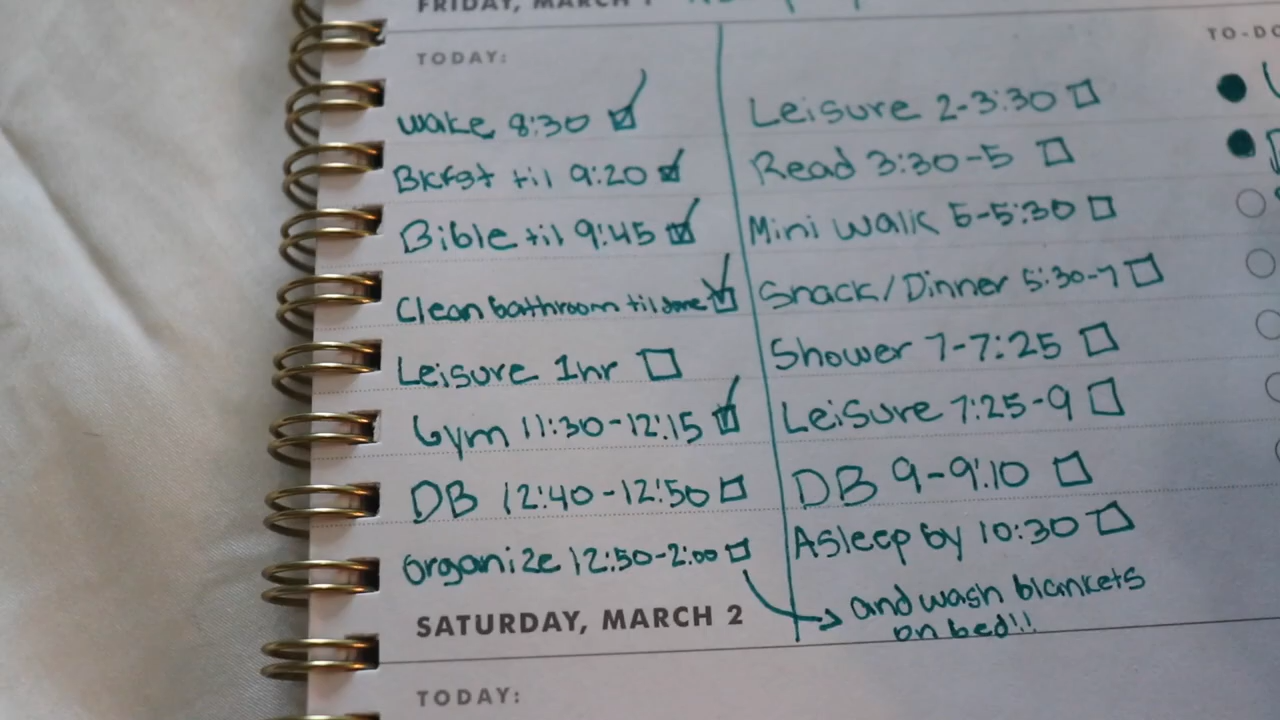 FRIDAY, MARCH 1
TODAY:
wake 8:30
Bkfst til 9:20
Bible til 9:45
Clean bathroom til done
Leisure 1hr
Gym 11:30-12:15
DB 12:40-12:50
organize 12:50-2:00
Leisure 2-3:30
Read 3:30-5
Mini walk 5-5:30
Snack/Dinner 5:30-7
Shower 7-7:25
Leisure 7:25-9
DB 9-9:10
Asleep by 10:30
and wash blankets
on bed!!
TO-DO
SATURDAY, MARCH 2
TODAY: